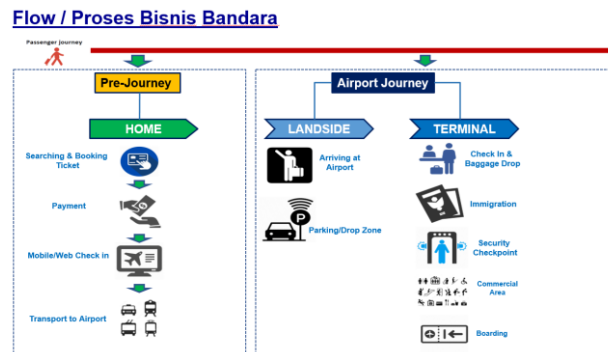 Flow / Proses Bisnis Bandara
Passenger journey
Pre-Journey
HOME
Searching & Booking
Ticket
Payment
Mobile/Web Check in
Transport to Airport
Airport Journey
LANDSIDE
Arriving at
Airport
Parking/Drop Zone
TERMINAL
Check In &
Baggage Drop
Immigration
Security
Checkpoint
Commercial
Area
Boarding